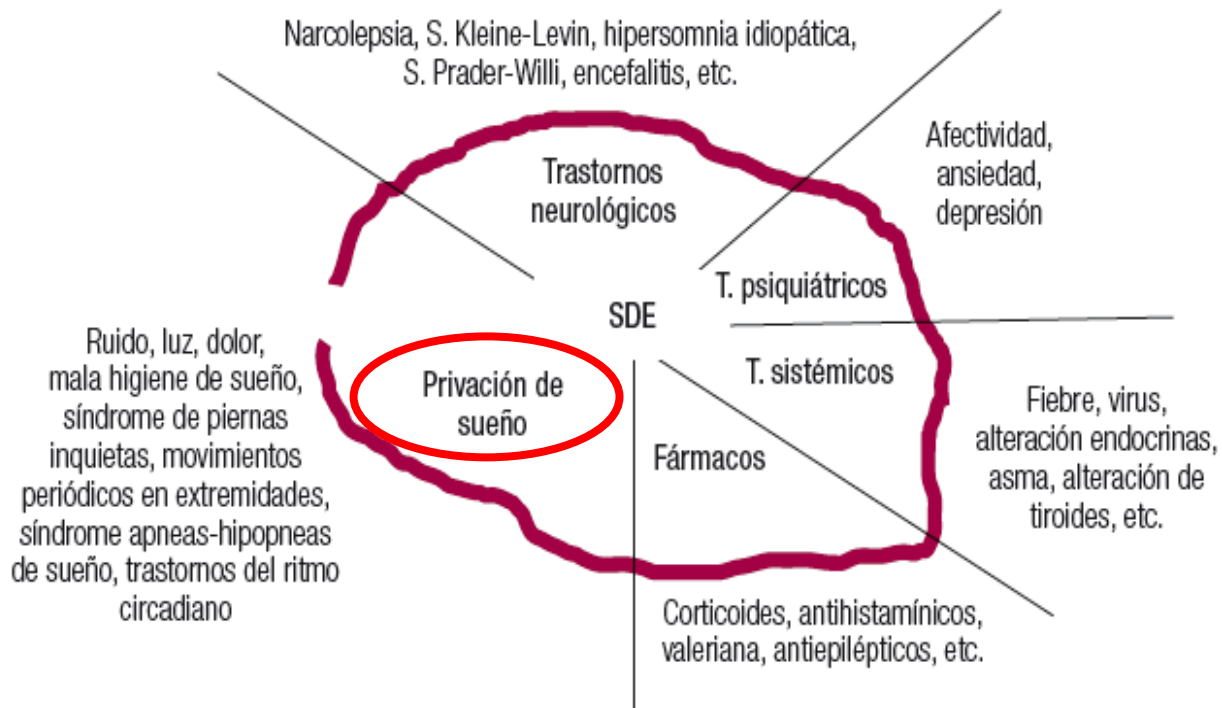 Narcolepsia, S. Kleine-Levin, hipersomnia idiopática,
S. Prader-Willi, encefalitis, etc.
Trastornos
neurológicos
Afectividad,
ansiedad,
depresión
T. psiquiátricos
SDE
T. sistémicos
Fiebre, virus,
alteración endocrinas,
asma, alteración de
tiroides, etc.
Privación de
sueño
Ruido, luz, dolor,
mala higiene de sueño,
síndrome de piernas
inquietas, movimientos
periódicos en extremidades,
síndrome apneas-hipopneas
de sueño, trastornos del ritmo
circadiano
Fármacos
Corticoides, antihistamínicos,
valeriana, antiepilépticos, etc.